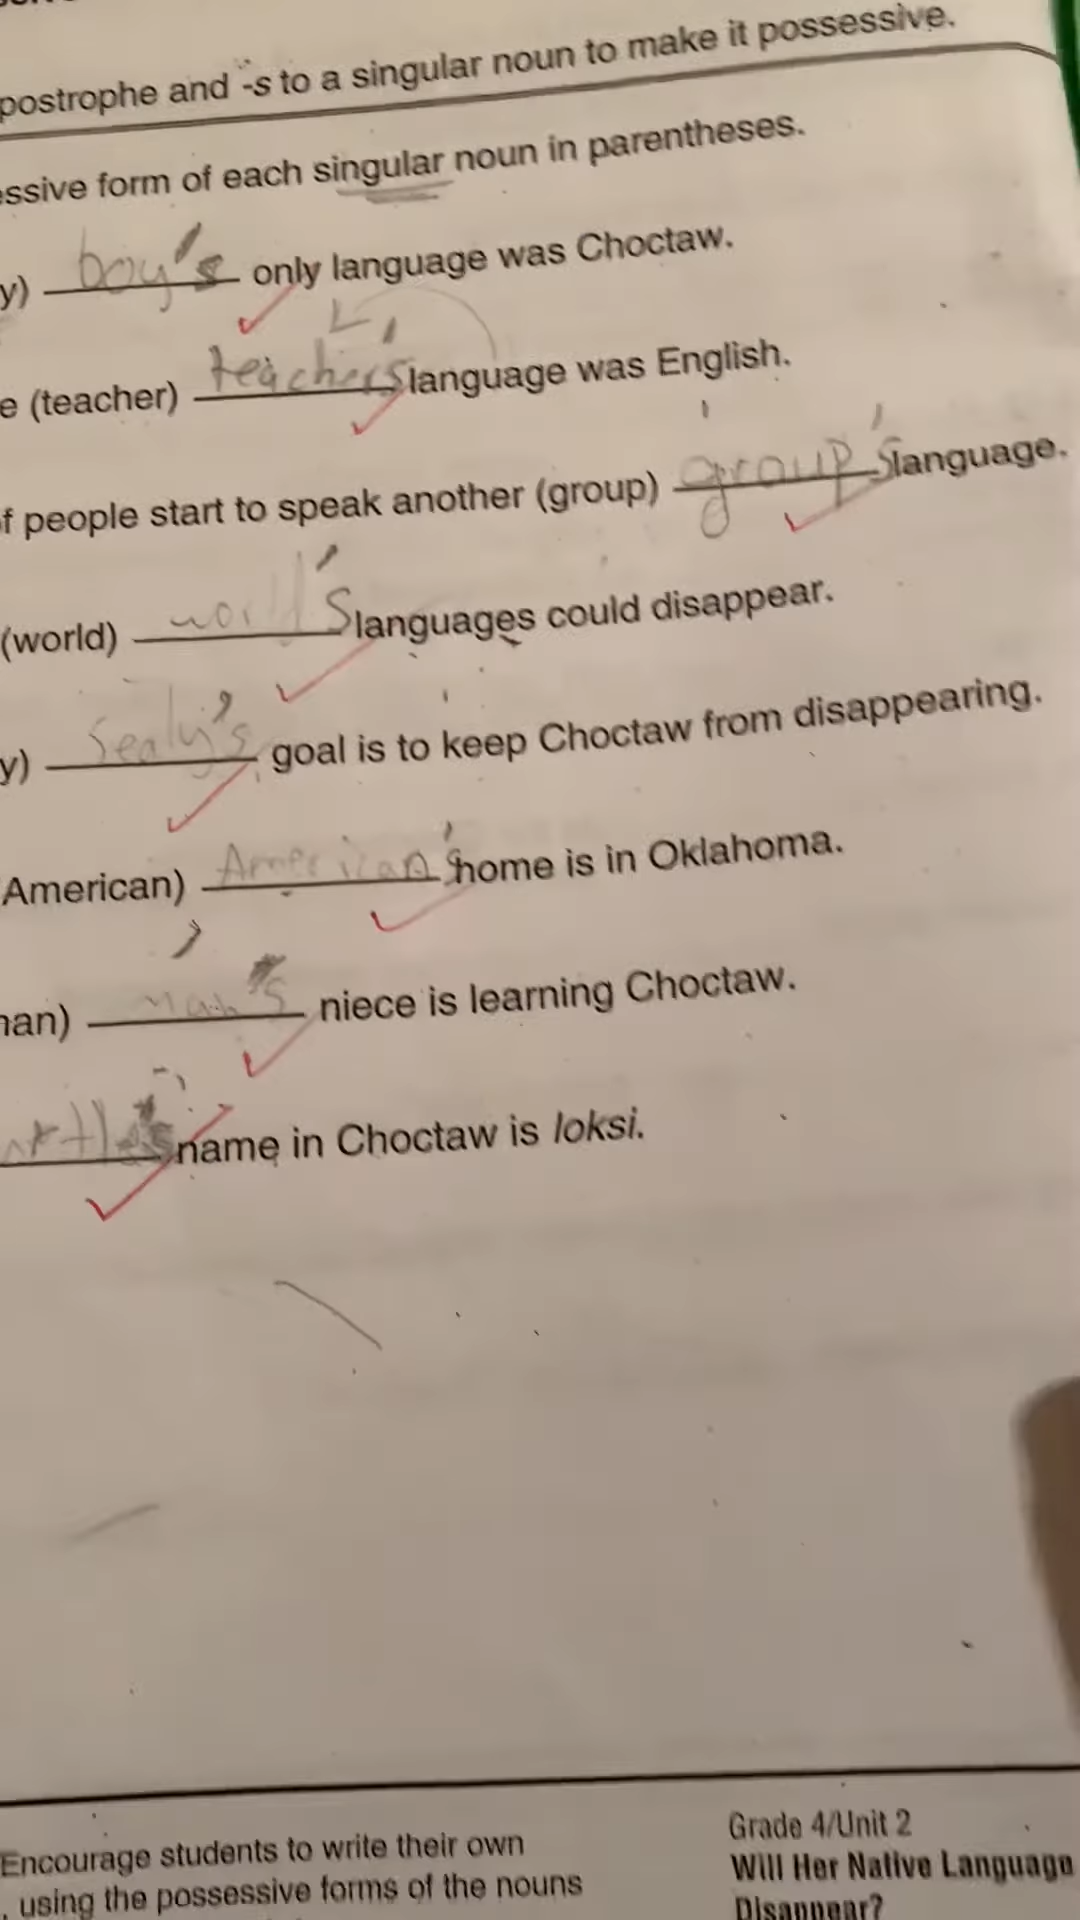 postrophe and -s to a singular noun to make it possessive.
essive form of each singular noun in parentheses.
y) boy's only language was Choctaw.
e (teacher) teacher's language was English.
f people start to speak another (group) group's language.
(world) world's languages could disappear.
y) Sealy's goal is to keep Choctaw from disappearing.
American) American's home is in Oklahoma.
nan) man's niece is learning Choctaw.
name in Choctaw is loksi.
Encourage students to write their own
, using the possessive forms of the nouns
Grade 4/Unit 2
Will Her Native Language
Disappear?